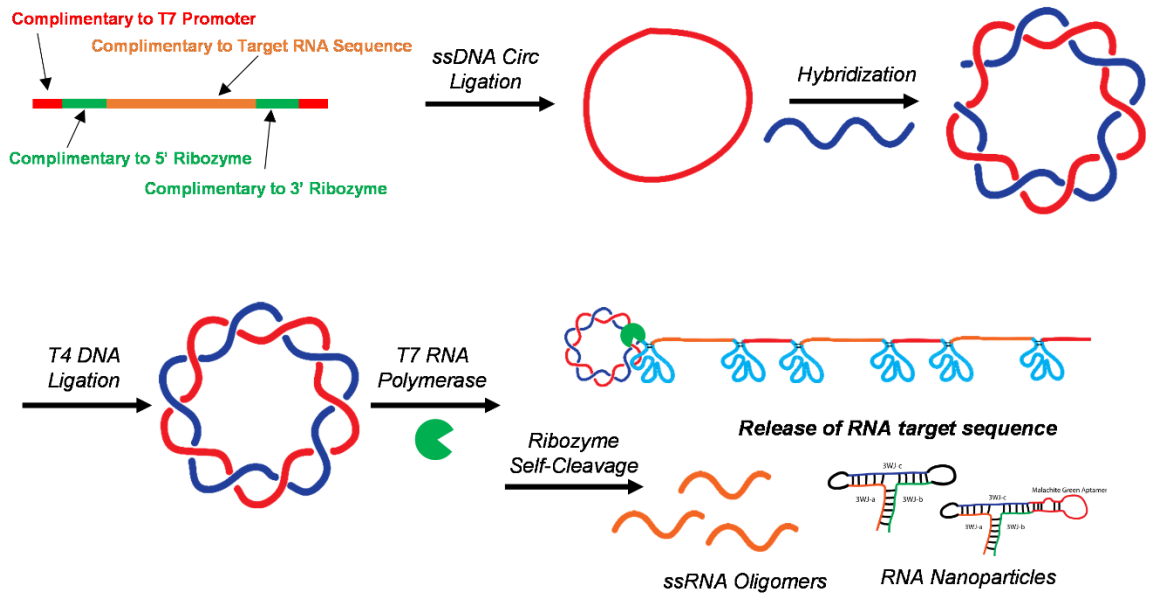 Complimentary to T7 Promoter
Complimentary to Target RNA Sequence
Complimentary to 5' Ribozyme
Complimentary to 3' Ribozyme
ssDNA Circ
Ligation
Hybridization
T4 DNA
Ligation
T7 RNA
Polymerase
Ribozyme
Self-Cleavage
Release of RNA target sequence
3WJ-c
3WJ-a
3WJ-b
3WJ-c
Malachite Green Aptamer
3WJ-a
3WJ-b
ssRNA Oligomers
RNA Nanoparticles